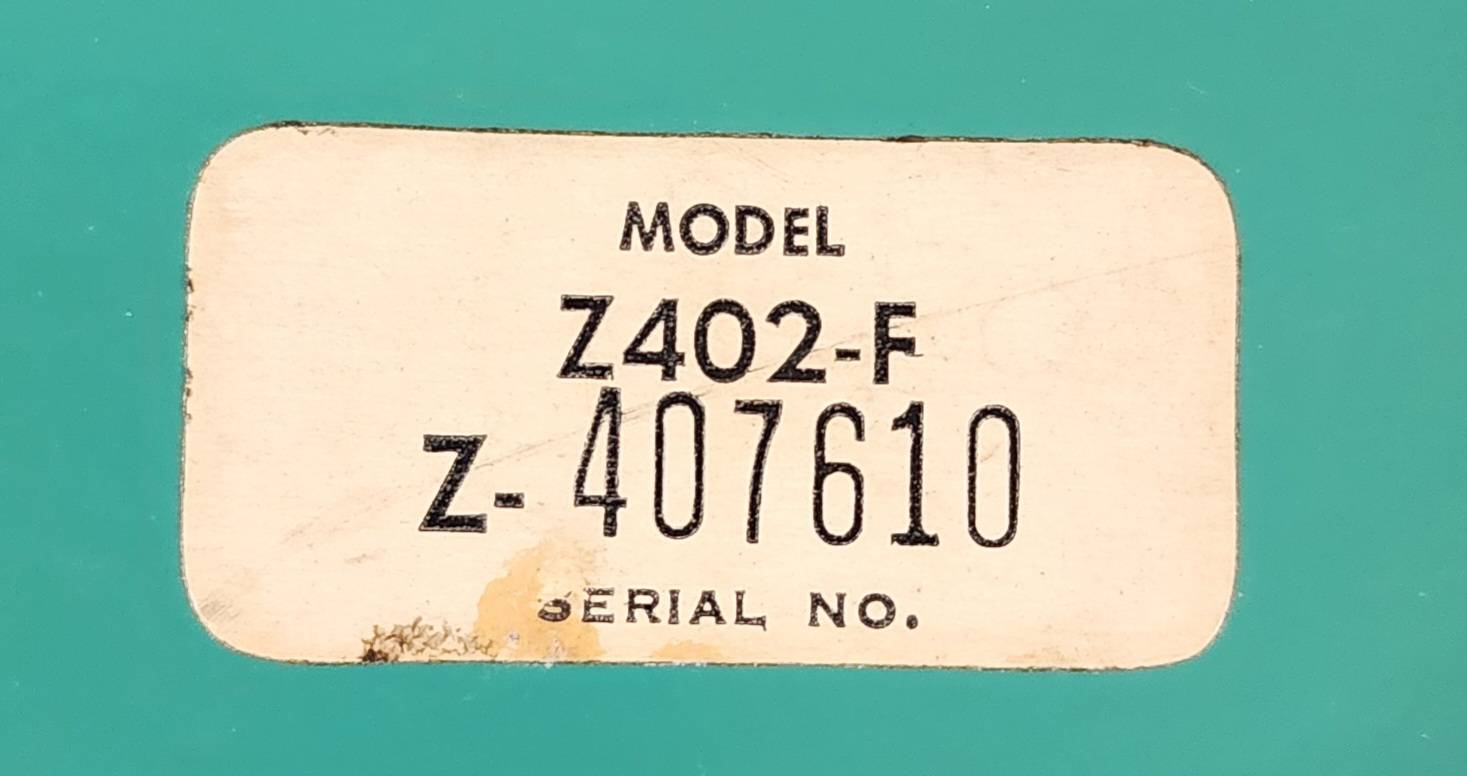 MODEL
Z402-F
Z-407610
SERIAL NO.